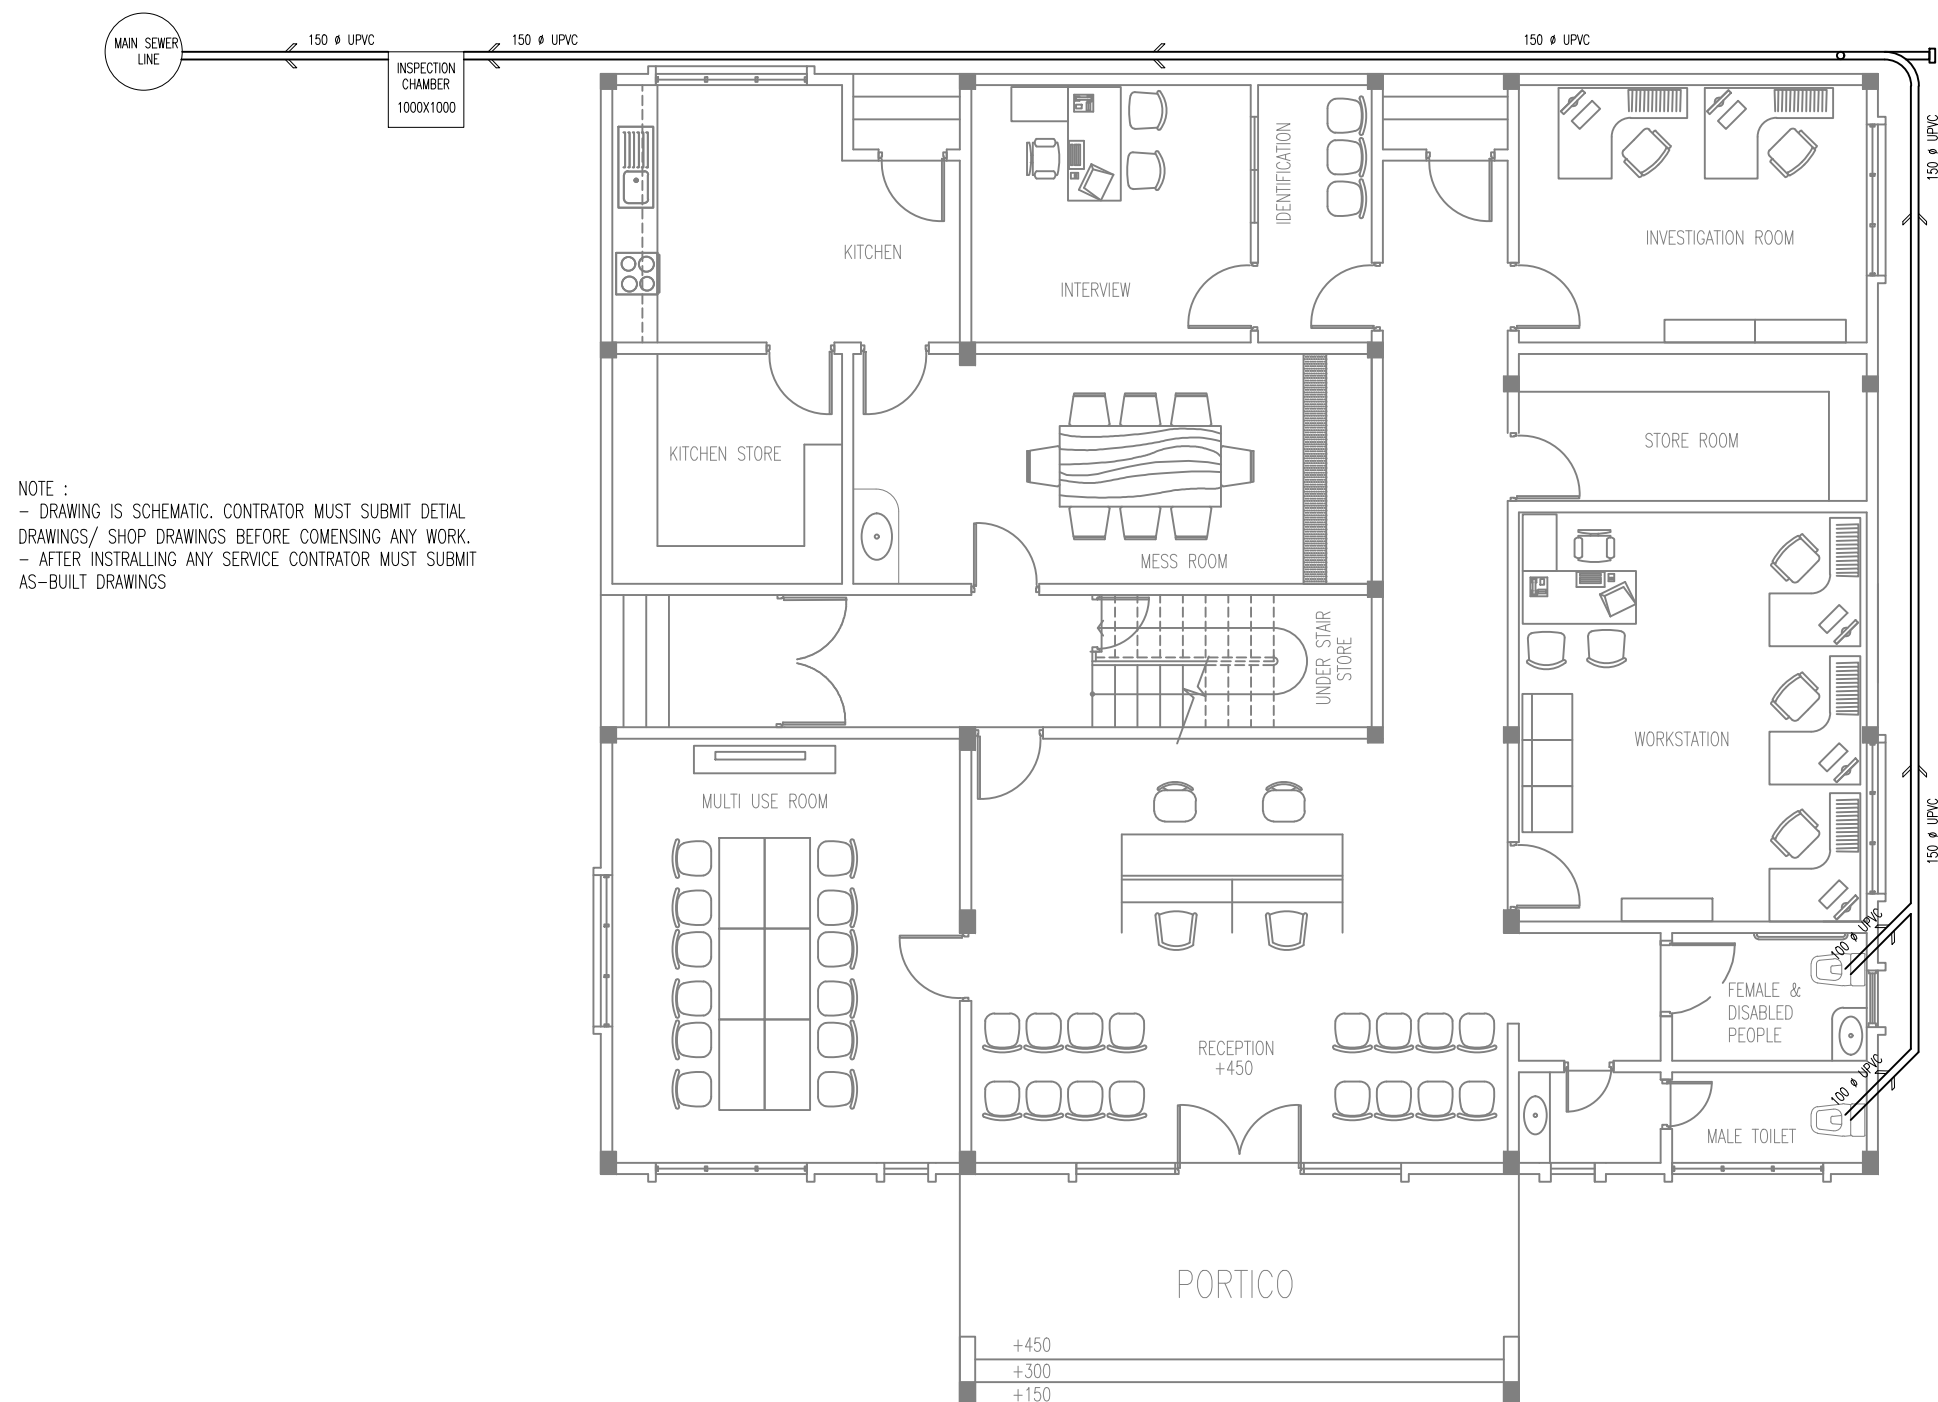 MAIN SEWER
LINE
150 ø UPVC
INSPECTION
CHAMBER
1000X1000
150 ø UPVC
150 ø UPVC
150 ø UPVC
KITCHEN
INTERVIEW
IDENTIFICATION
INVESTIGATION ROOM
KITCHEN STORE
MESS ROOM
STORE ROOM
NOTE :
- DRAWING IS SCHEMATIC. CONTRATOR MUST SUBMIT DETIAL
DRAWINGS/ SHOP DRAWINGS BEFORE COMENSING ANY WORK.
- AFTER INSTRALLING ANY SERVICE CONTRATOR MUST SUBMIT
AS-BUILT DRAWINGS
UNDER STAIR
STORE
WORKSTATION
MULTI USE ROOM
150 ø UPVC
100 ø UPVC
FEMALE &
DISABLED
PEOPLE
RECEPTION
+450
100 ø UPVC
MALE TOILET
PORTICO
+450
+300
+150